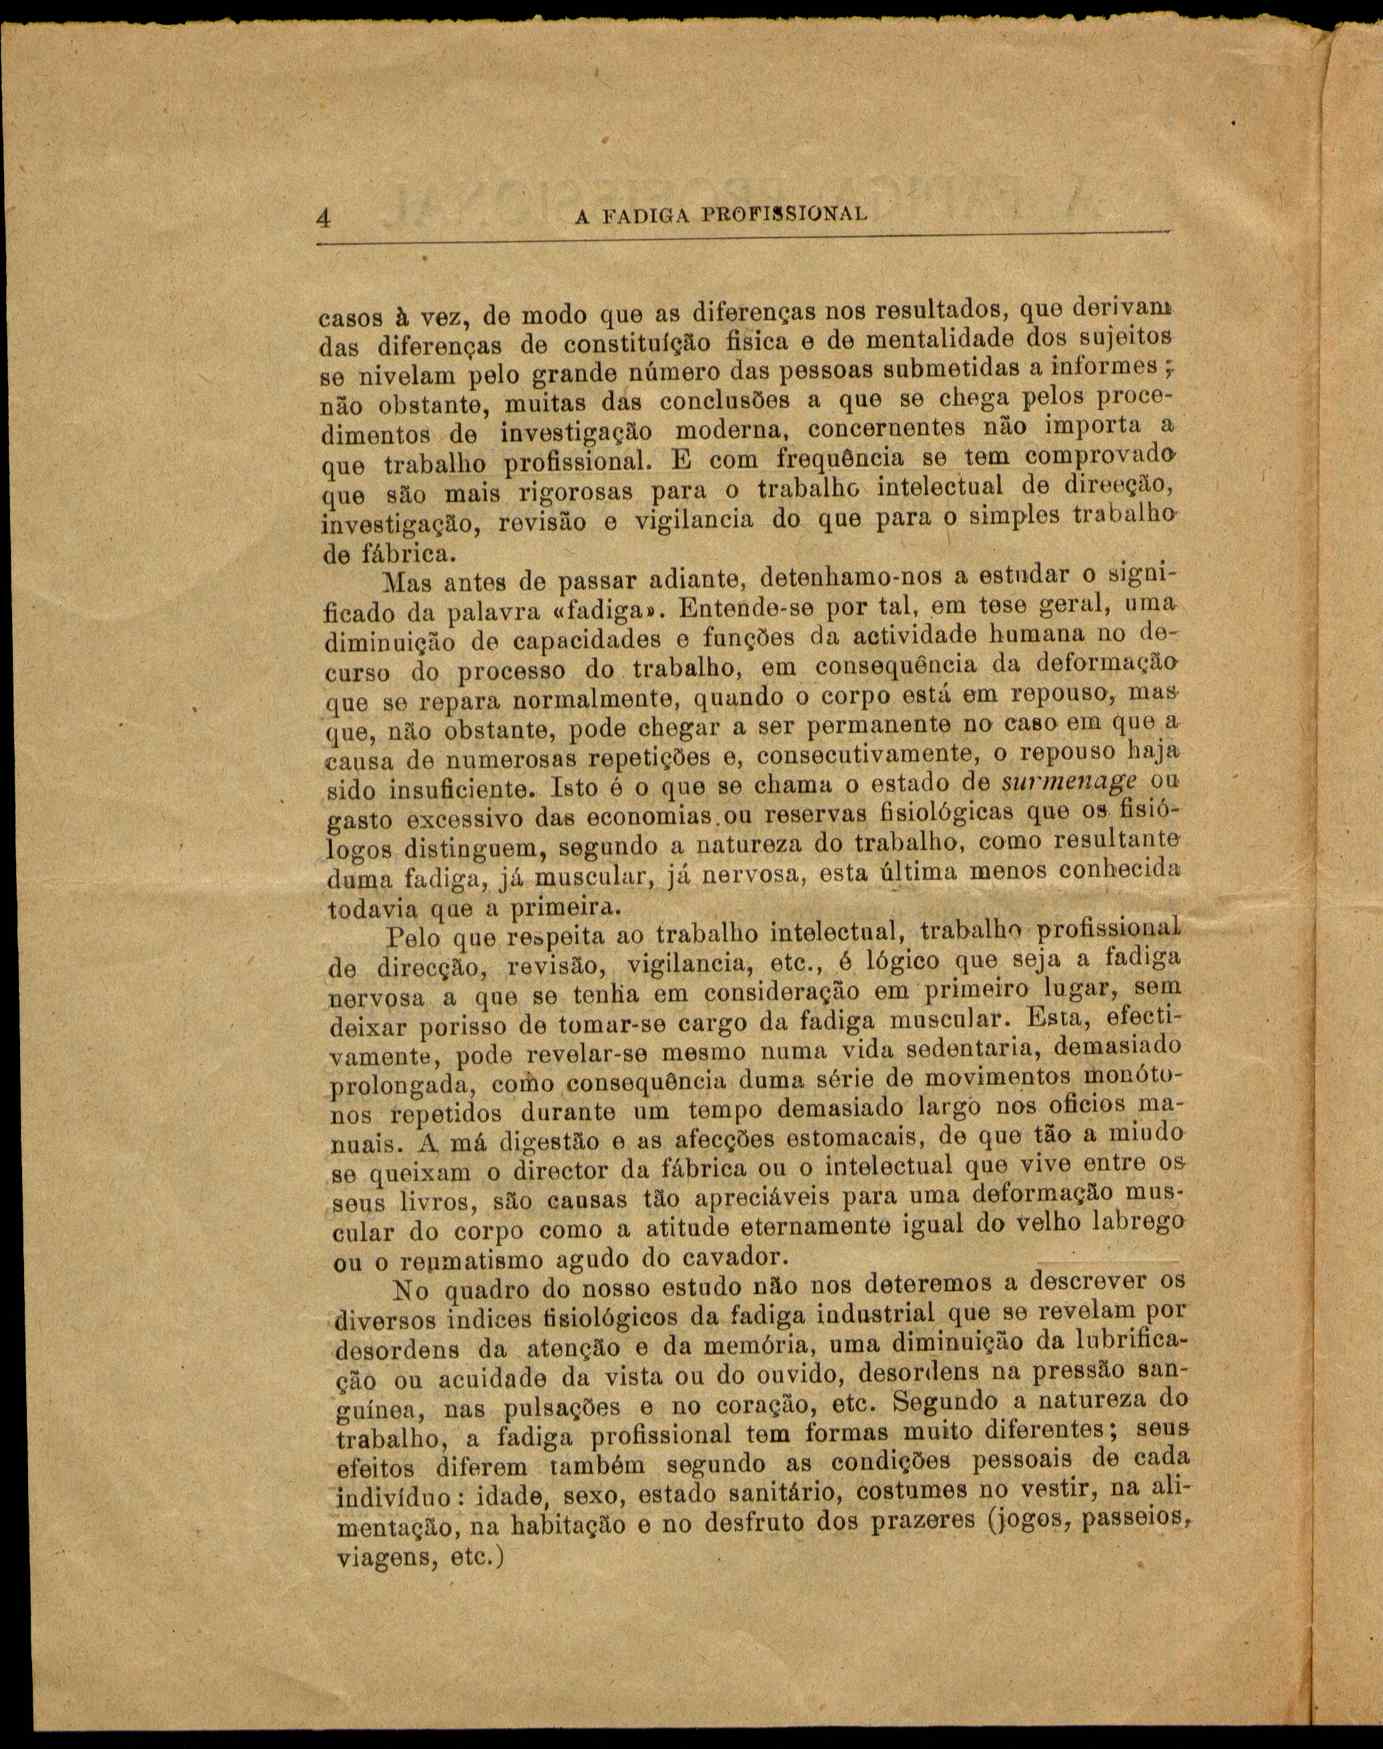 4
A FADIGA PROFISSIONAL
casos à vez, de modo que as diferenças nos resultados, que derivam
das diferenças de constituíção fisica e de mentalidade dos sujeitos
se nivelam pelo grande número das pessoas submetidas a informes;
não obstante, muitas das conclusões a que se chega pelos proce-
dimentos de investigação moderna, concernentes não importa a
que trabalho profissional. E com frequência se tem comprovado
que são mais rigorosas para o trabalho intelectual de direcção,
investigação, revisão e vigilancia do que para o simples trabalho
de fábrica.
Mas antes de passar adiante, detenhamo-nos a estudar o signi-
ficado da palavra «fadiga». Entende-se por tal, em tese geral, uma
diminuição de capacidades e funções da actividade humana no de-
curso do processo do trabalho, em consequência da deformação
que se repara normalmente, quando o corpo está em repouso, mas
que, não obstante, pode chegar a ser permanente no caso em que a
causa de numerosas repetições e, consecutivamente, o repouso haja
sido insuficiente. Isto é o que se chama o estado de surmenage ou
gasto excessivo das economias ou reservas fisiológicas que os fisió-
logos distinguem, segundo a natureza do trabalho, como resultante
duma fadiga, já muscular, já nervosa, esta última menos conhecida
todavia que a primeira.
Pelo que respeita ao trabalho intelectual, trabalho profissional
de direcção, revisão, vigilancia, etc., é lógico que seja a fadiga
nervosa a que se tenha em consideração em primeiro lugar, sem
deixar porisso de tomar-se cargo da fadiga muscular. Esta, efecti-
vamente, pode revelar-se mesmo numa vida sedentaria, demasiado
prolongada, como consequência duma série de movimentos monóto-
nos repetidos durante um tempo demasiado largo nos oficios ma-
nuais. A má digestão e as afecções estomacais, de que tão a miudo
se queixam o director da fábrica ou o intelectual que vive entre os
seus livros, são causas tão apreciáveis para uma deformação mus-
cular do corpo como a atitude eternamente igual do velho labrego
ou o reumatismo agudo do cavador.
No quadro do nosso estudo não nos deteremos a descrever os
diversos indices fisiológicos da fadiga industrial que se revelam por
desordens da atenção e da memória, uma diminuição da lubrifica-
ção ou acuidade da vista ou do ouvido, desordens na pressão san-
guínea, nas pulsações e no coração, etc. Segundo a natureza do
trabalho, a fadiga profissional tem formas muito diferentes; seus
efeitos diferem também segundo as condições pessoais de cada
indivíduo: idade, sexo, estado sanitário, costumes no vestir, na ali-
mentação, na habitação e no desfruto dos prazeres (jogos, passeios,
viagens, etc.)